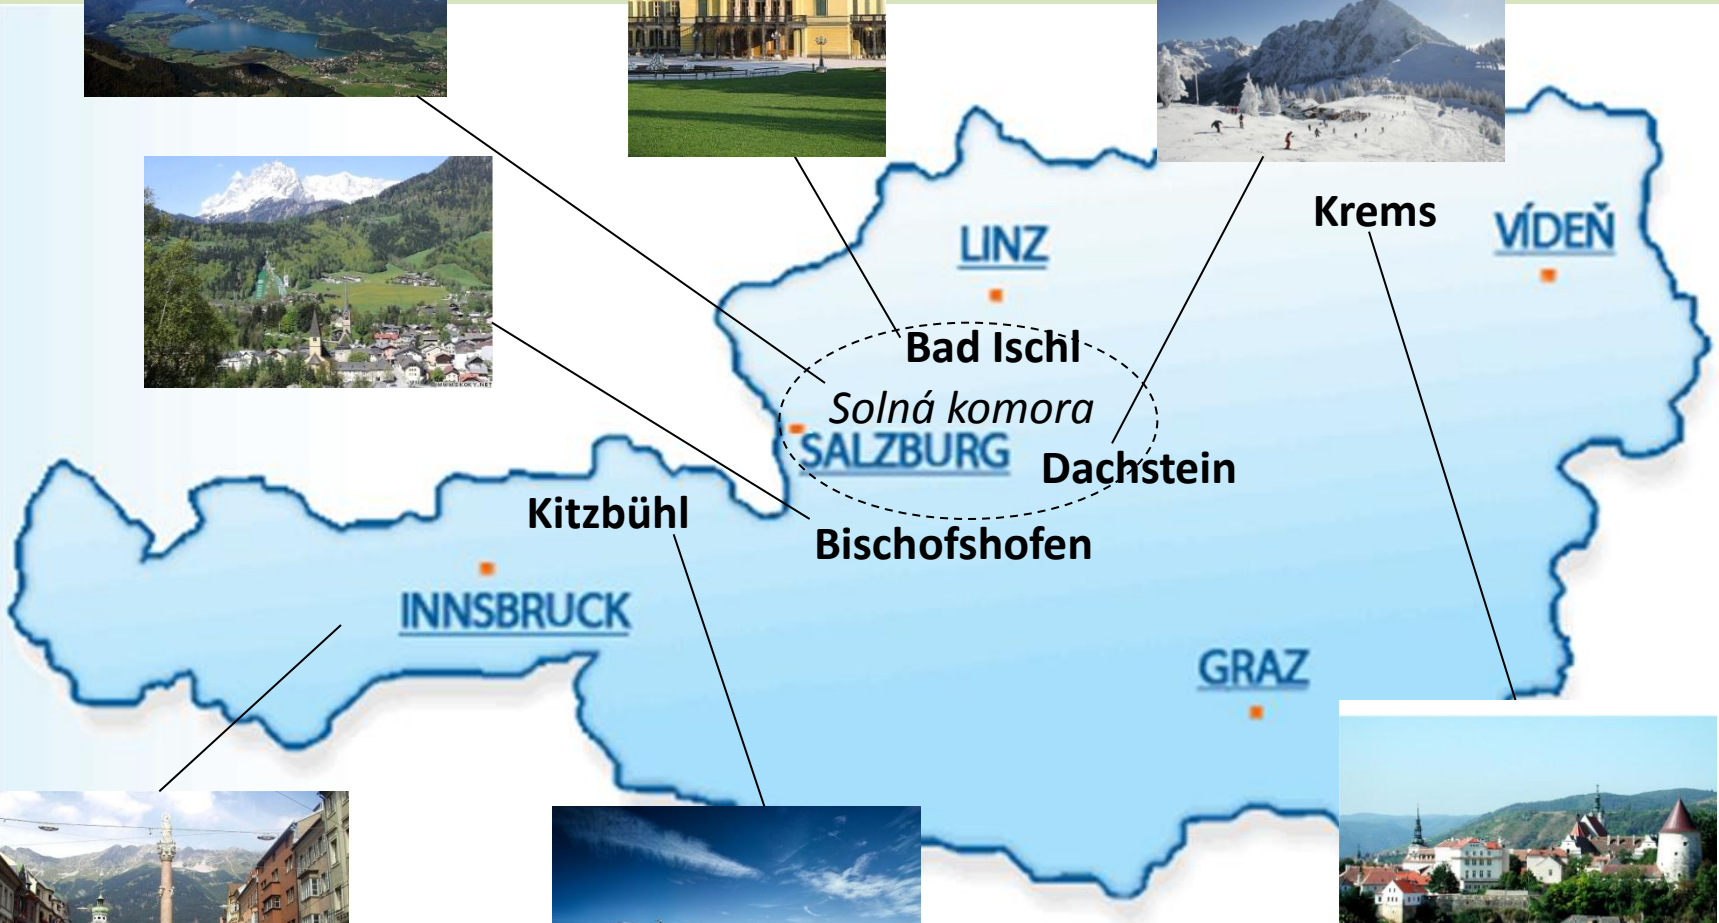 Krems
VÍDEŇ
LINZ
Bad Ischl
Solná komora
SALZBURG
Dachstein
Kitzbühl
Bischofshofen
INNSBRUCK
GRAZ